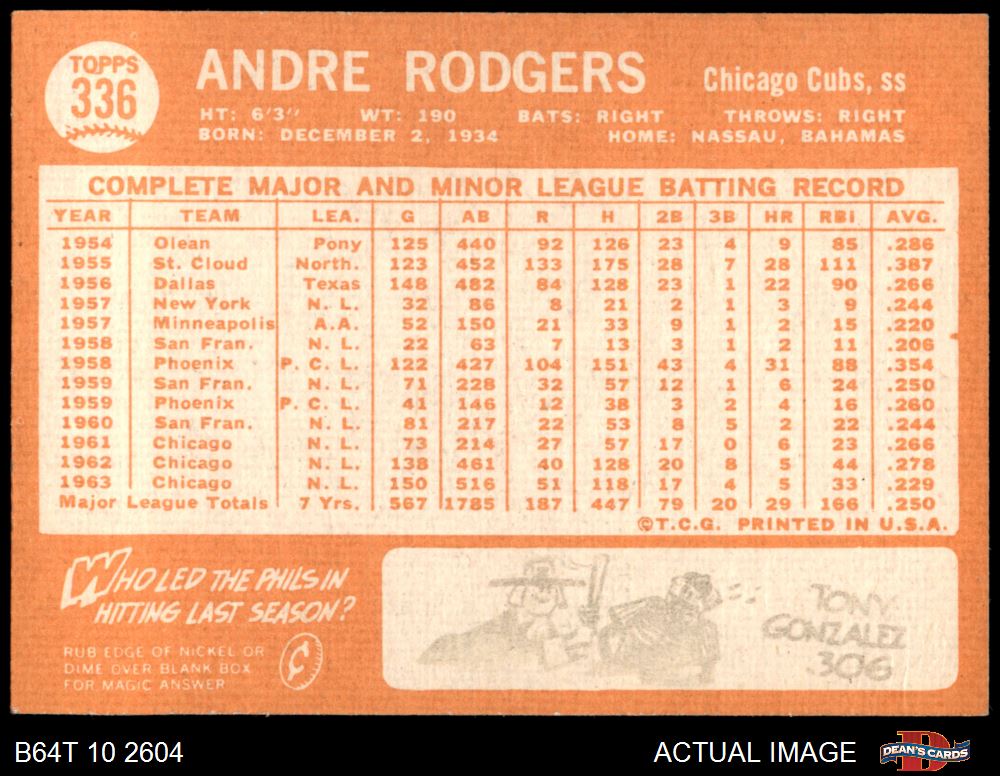 TOPPS
336
ANDRE RODGERS Chicago Cubs, ss
HT: 6'3" WT: 190 BATS: RIGHT THROWS: RIGHT
BORN: DECEMBER 2, 1934 HOME: NASSAU, BAHAMAS
COMPLETE MAJOR AND MINOR LEAGUE BATTING RECORD
YEAR TEAM LEA. G AB R H 2B 3B HR RBI AVG.
1954 Olean Pony 125 440 92 126 23 4 9 85 .286
1955 St. Cloud North. 123 452 133 175 28 7 28 111 .387
1956 Dallas Texas 148 482 84 128 23 1 22 90 .266
1957 New York N. L. 32 86 8 21 2 1 3 9 .244
1957 Minneapolis A.A. 52 150 21 33 9 1 2 15 .220
1958 San Fran. N. L. 22 63 7 13 3 1 2 11 .206
1958 Phoenix P. C. L. 122 427 104 151 43 4 31 88 .354
1959 San Fran. N. L. 71 228 32 57 12 1 6 24 .250
1959 Phoenix P. C. L. 41 146 12 38 3 2 4 16 .260
1960 San Fran. N. L. 81 217 22 53 8 5 2 22 .244
1961 Chicago N. L. 73 214 27 57 17 0 6 23 .266
1962 Chicago N. L. 138 461 40 128 20 8 5 44 .278
1963 Chicago N. L. 150 516 51 118 17 4 5 33 .229
Major League Totals 7 Yrs. 567 1785 187 447 79 20 29 166 .250
©T.C.G. PRINTED IN U.S.A.
WHO LED THE PHILS IN
HITTING LAST SEASON?
RUB EDGE OF NICKEL OR
DIME OVER BLANK BOX
FOR MAGIC ANSWER
TONY
GONZALEZ
.306
B64T 10 2604 ACTUAL IMAGE
DEAN'S CARDS